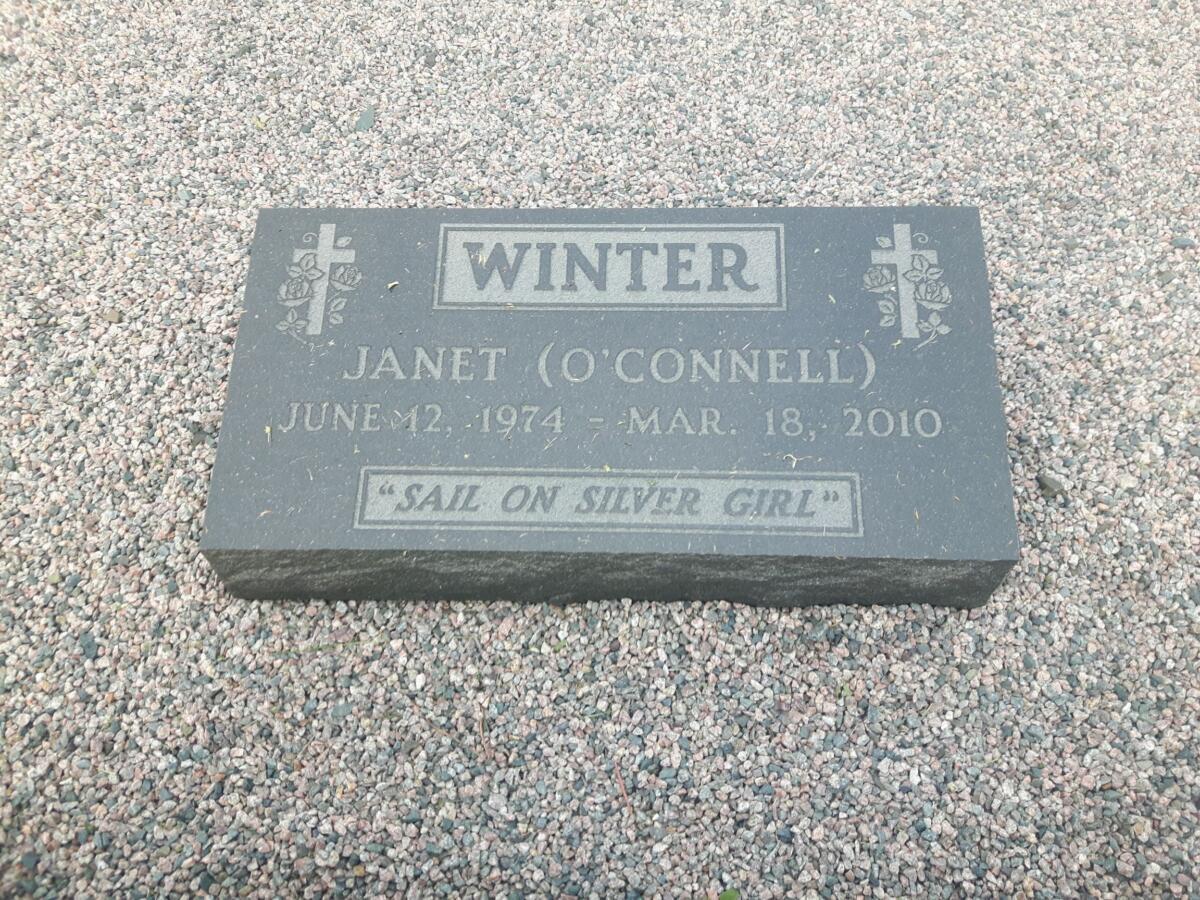 WINTER
JANET (O'CONNELL)
JUNE 12, 1974 - MAR. 18, 2010
"SAIL ON SILVER GIRL"